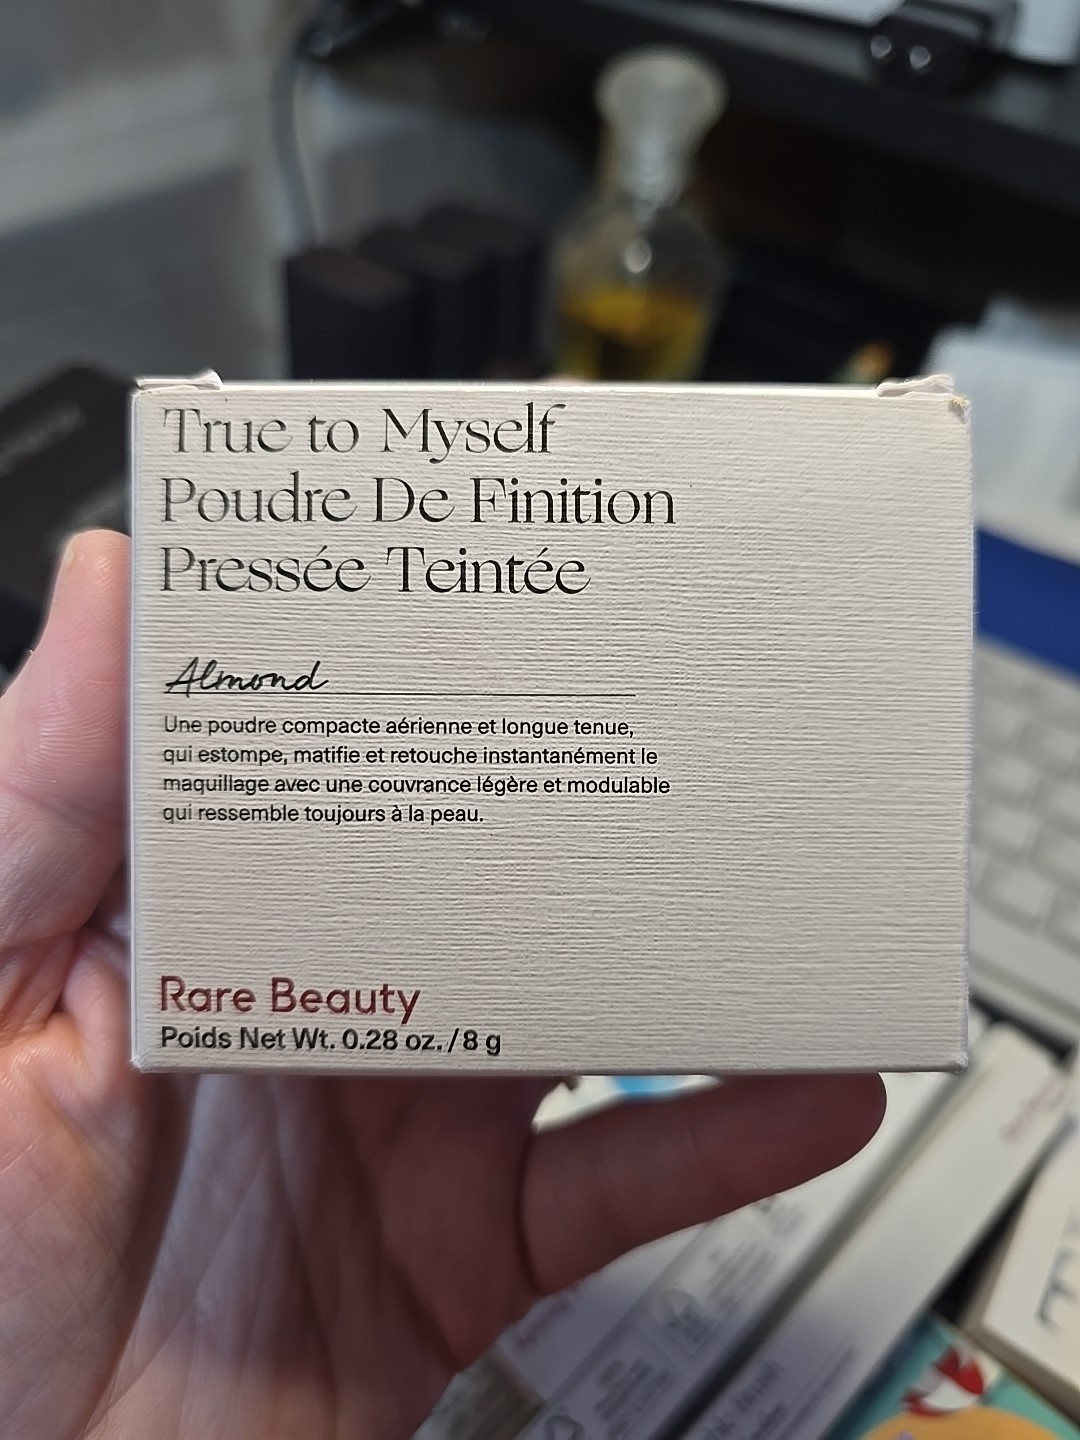 True to Myself
Poudre De Finition
Pressée Teintée
Almond
Une poudre compacte aérienne et longue tenue,
qui estompe, matifie et retouche instantanément le
maquillage avec une couvrance légère et modulable
qui ressemble toujours à la peau.
Rare Beauty
Poids Net Wt. 0.28 oz. / 8 g